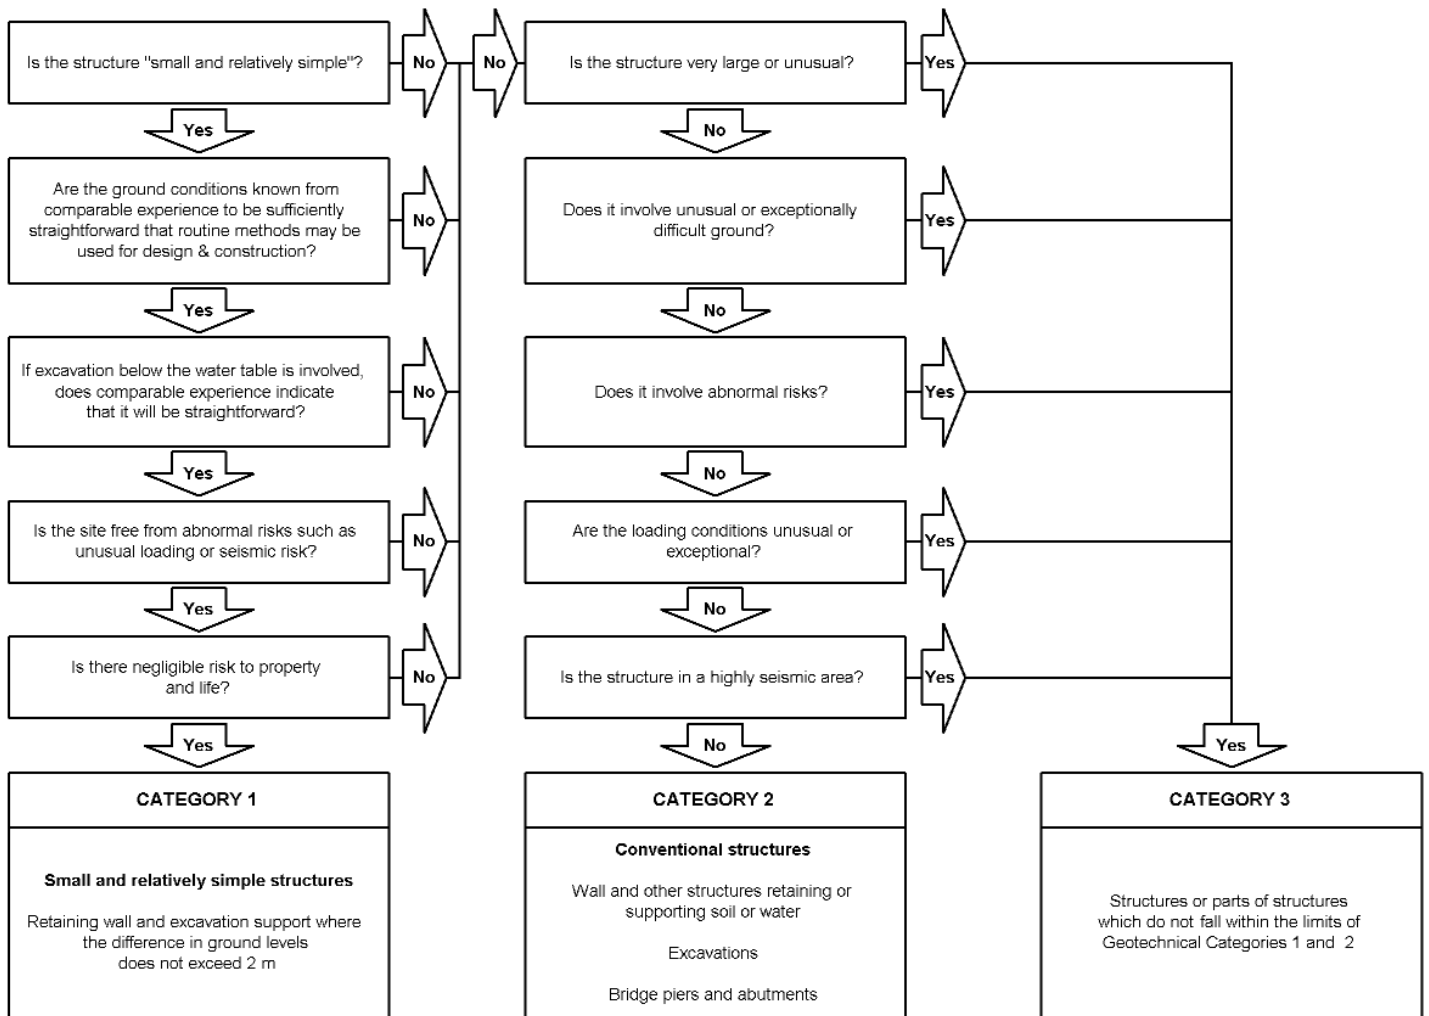 Is the structure "small and relatively simple"?
No
No
Is the structure very large or unusual?
Yes
Yes
No
Are the ground conditions known from
comparable experience to be sufficiently
straightforward that routine methods may be
used for design & construction?
No
Does it involve unusual or exceptionally
difficult ground?
Yes
Yes
No
If excavation below the water table is involved,
does comparable experience indicate
that it will be straightforward?
No
Does it involve abnormal risks?
Yes
Yes
No
Is the site free from abnormal risks such as
unusual loading or seismic risk?
No
Are the loading conditions unusual or
exceptional?
Yes
Yes
No
Is there negligible risk to property
and life?
No
Is the structure in a highly seismic area?
Yes
Yes
No
Yes
CATEGORY 1
Small and relatively simple structures
Retaining wall and excavation support where
the difference in ground levels
does not exceed 2 m
CATEGORY 2
Conventional structures
Wall and other structures retaining or
supporting soil or water
Excavations
Bridge piers and abutments
CATEGORY 3
Structures or parts of structures
which do not fall within the limits of
Geotechnical Categories 1 and 2